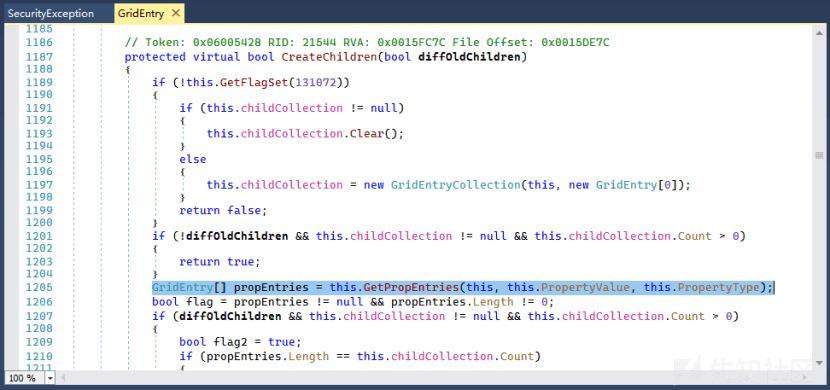 SecurityException GridEntry ✕
1185
1186 // Token: 0x06005428 RID: 21544 RVA: 0x0015FC7C File Offset: 0x0015DE7C
1187 protected virtual bool CreateChildren(bool diffOldChildren)
1188 {
1189 if (!this.GetFlagSet(131072))
1190 {
1191 if (this.childCollection != null)
1192 {
1193 this.childCollection.Clear();
1194 }
1195 else
1196 {
1197 this.childCollection = new GridEntryCollection(this, new GridEntry[0]);
1198 }
1199 return false;
1200 }
1201 if (!diffOldChildren && this.childCollection != null && this.childCollection.Count > 0)
1202 {
1203 return true;
1204 }
1205 GridEntry[] propEntries = this.GetPropEntries(this, this.PropertyValue, this.PropertyType);
1206 bool flag = propEntries != null && propEntries.Length != 0;
1207 if (diffOldChildren && this.childCollection != null && this.childCollection.Count > 0)
1208 {
1209 bool flag2 = true;
1210 if (propEntries.Length == this.childCollection.Count)
1211 {
100 %
先知社区